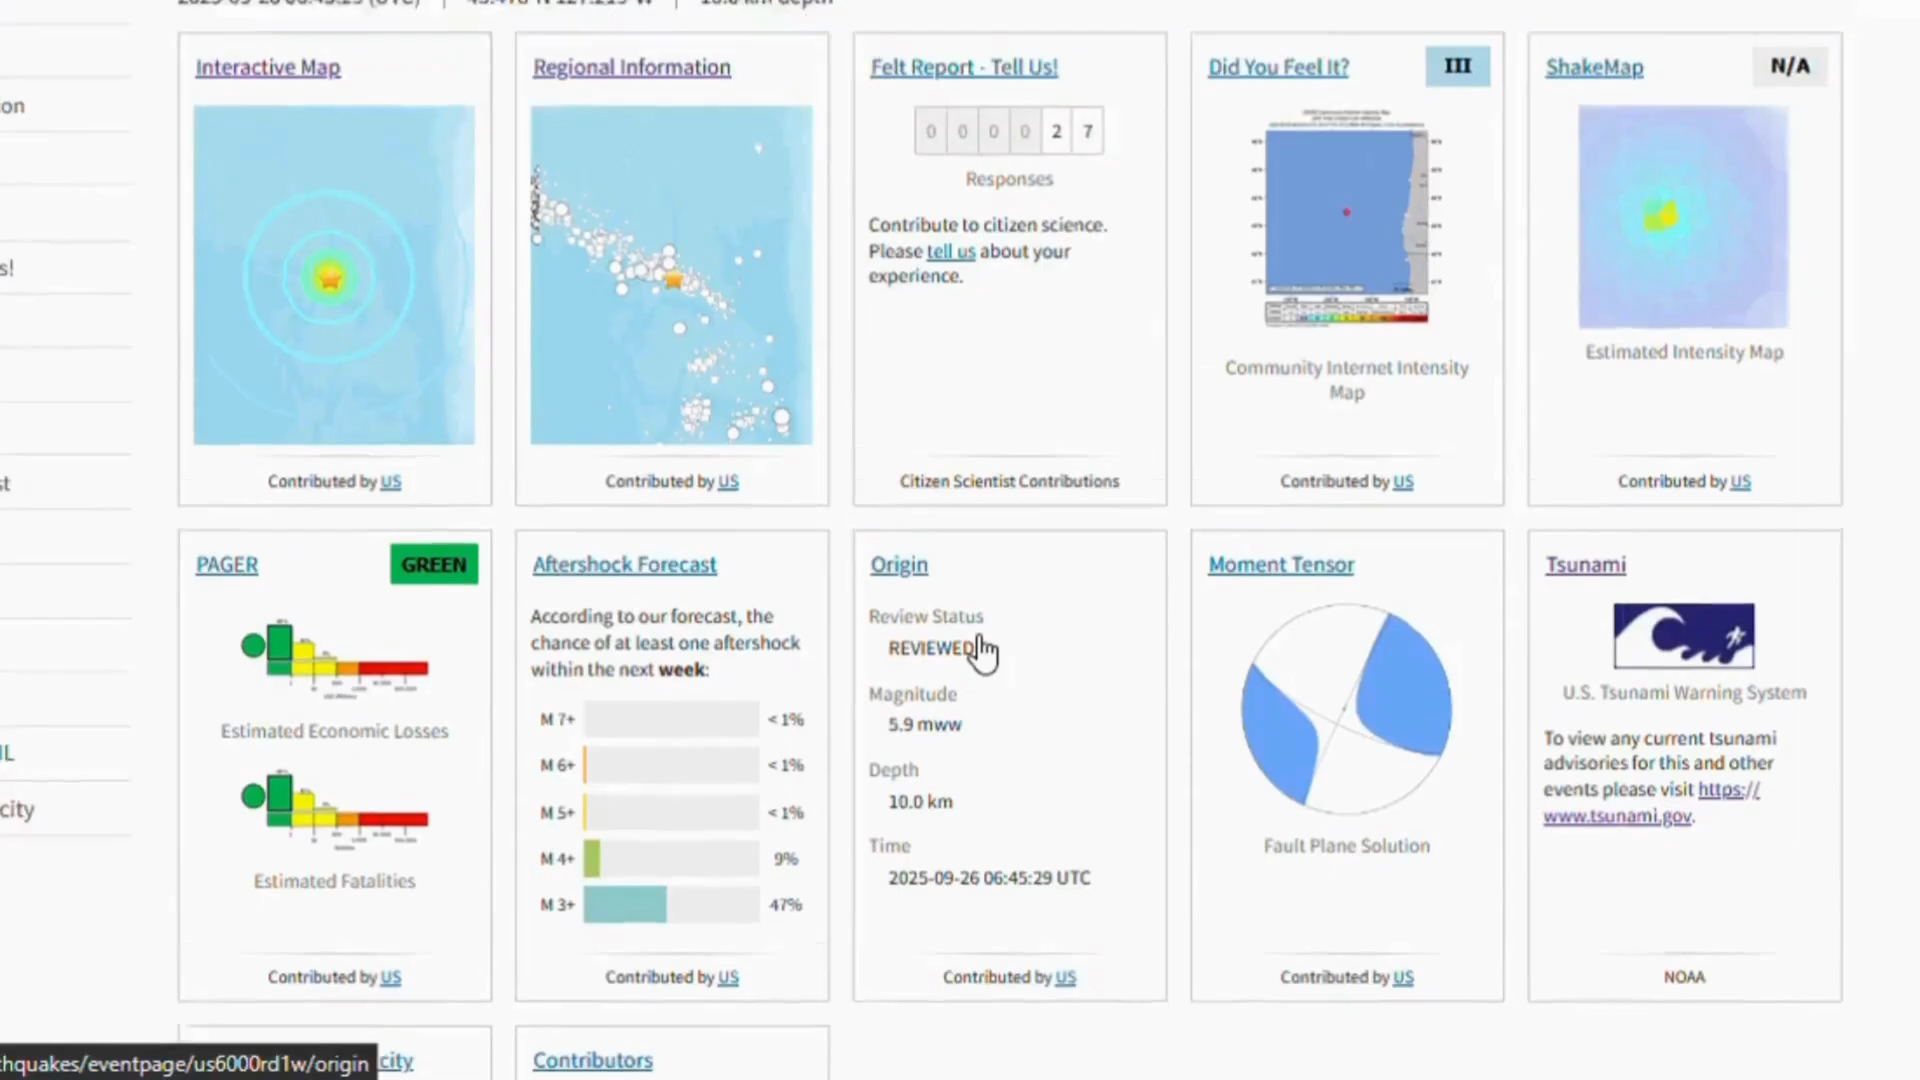 Interactive Map
Regional Information
Felt Report - Tell Us!
Did You Feel It?
III
ShakeMap
N/A
on
0 0 0 0 2 7
Responses
Contribute to citizen science.
Please tell us about your
experience.
s!
Community Internet Intensity
Map
Estimated Intensity Map
st
Contributed by US
Contributed by US
Citizen Scientist Contributions
Contributed by US
Contributed by US
PAGER
GREEN
Estimated Economic Losses
Estimated Fatalities
Contributed by US
Aftershock Forecast
According to our forecast, the
chance of at least one aftershock
within the next week:
M 7+ < 1%
M 6+ < 1%
M 5+ < 1%
M 4+ 9%
M 3+ 47%
Contributed by US
Origin
Review Status
REVIEWED
Magnitude
5.9 mww
Depth
10.0 km
Time
2025-09-26 06:45:29 UTC
Contributed by US
Moment Tensor
Fault Plane Solution
Contributed by US
Tsunami
U.S. Tsunami Warning System
To view any current tsunami
advisories for this and other
events please visit https://
www.tsunami.gov.
NOAA
city
thquakes/eventpage/us6000rd1w/origin
city
Contributors